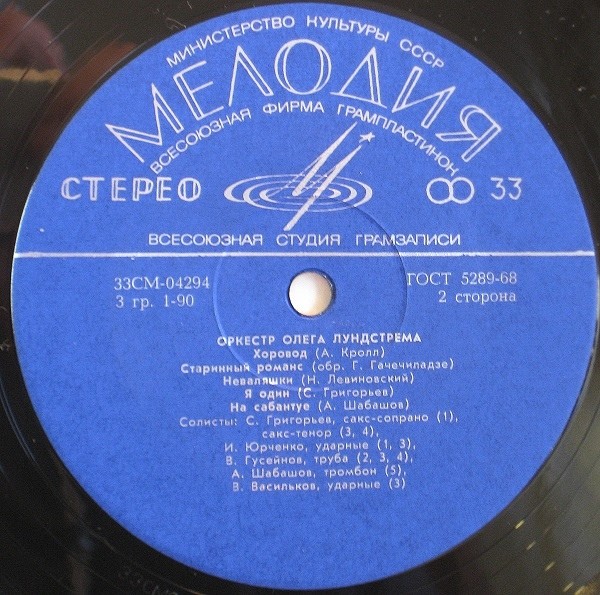 МИНИСТЕРСТВО КУЛЬТУРЫ СССР
МЕЛОДИЯ
ВСЕСОЮЗНАЯ ФИРМА ГРАМПЛАСТИНОК
СТЕРЕО
33
ВСЕСОЮЗНАЯ СТУДИЯ ГРАМЗАПИСИ
33СМ-04294
3 гр. 1-90
ГОСТ 5289-68
2 сторона
ОРКЕСТР ОЛЕГА ЛУНДСТРЕМА
Хоровод (А. Кролл)
Старинный романс (обр. Г. Гачечиладзе)
Неваляшки (Н. Левиновский)
Я один (С. Григорьев)
На сабантуе (А. Шабашов)
Солисты: С. Григорьев, сакс-сопрано (1),
сакс-тенор (3, 4),
И. Юрченко, ударные (1, 3),
В. Гусейнов, труба (2, 3, 4),
А. Шабашов, тромбон (5),
В. Васильков, ударные (3)